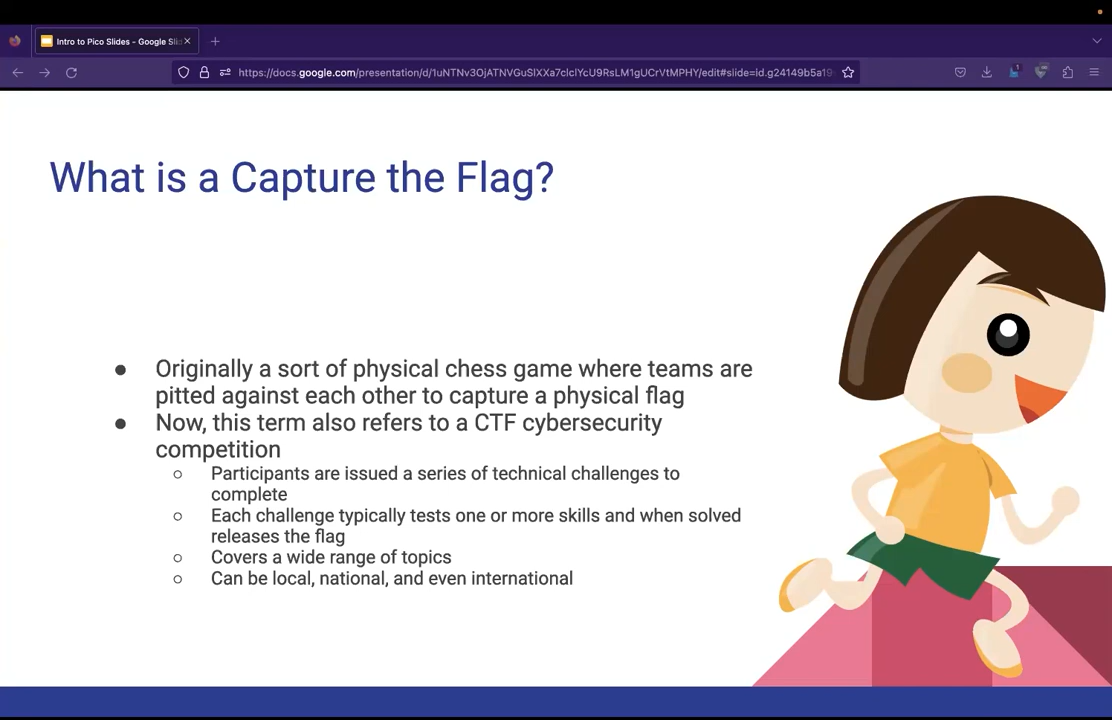 Intro to Pico Slides - Google Sli
https://docs.google.com/presentation/d/1uNTNv3OjATNVGuSlXXa7clclYcU9RsLM1gUCrVtMPHY/edit#slide=id.g24149b5a19
1
What is a Capture the Flag?
● Originally a sort of physical chess game where teams are
pitted against each other to capture a physical flag
● Now, this term also refers to a CTF cybersecurity
competition
○ Participants are issued a series of technical challenges to
complete
○ Each challenge typically tests one or more skills and when solved
releases the flag
○ Covers a wide range of topics
○ Can be local, national, and even international